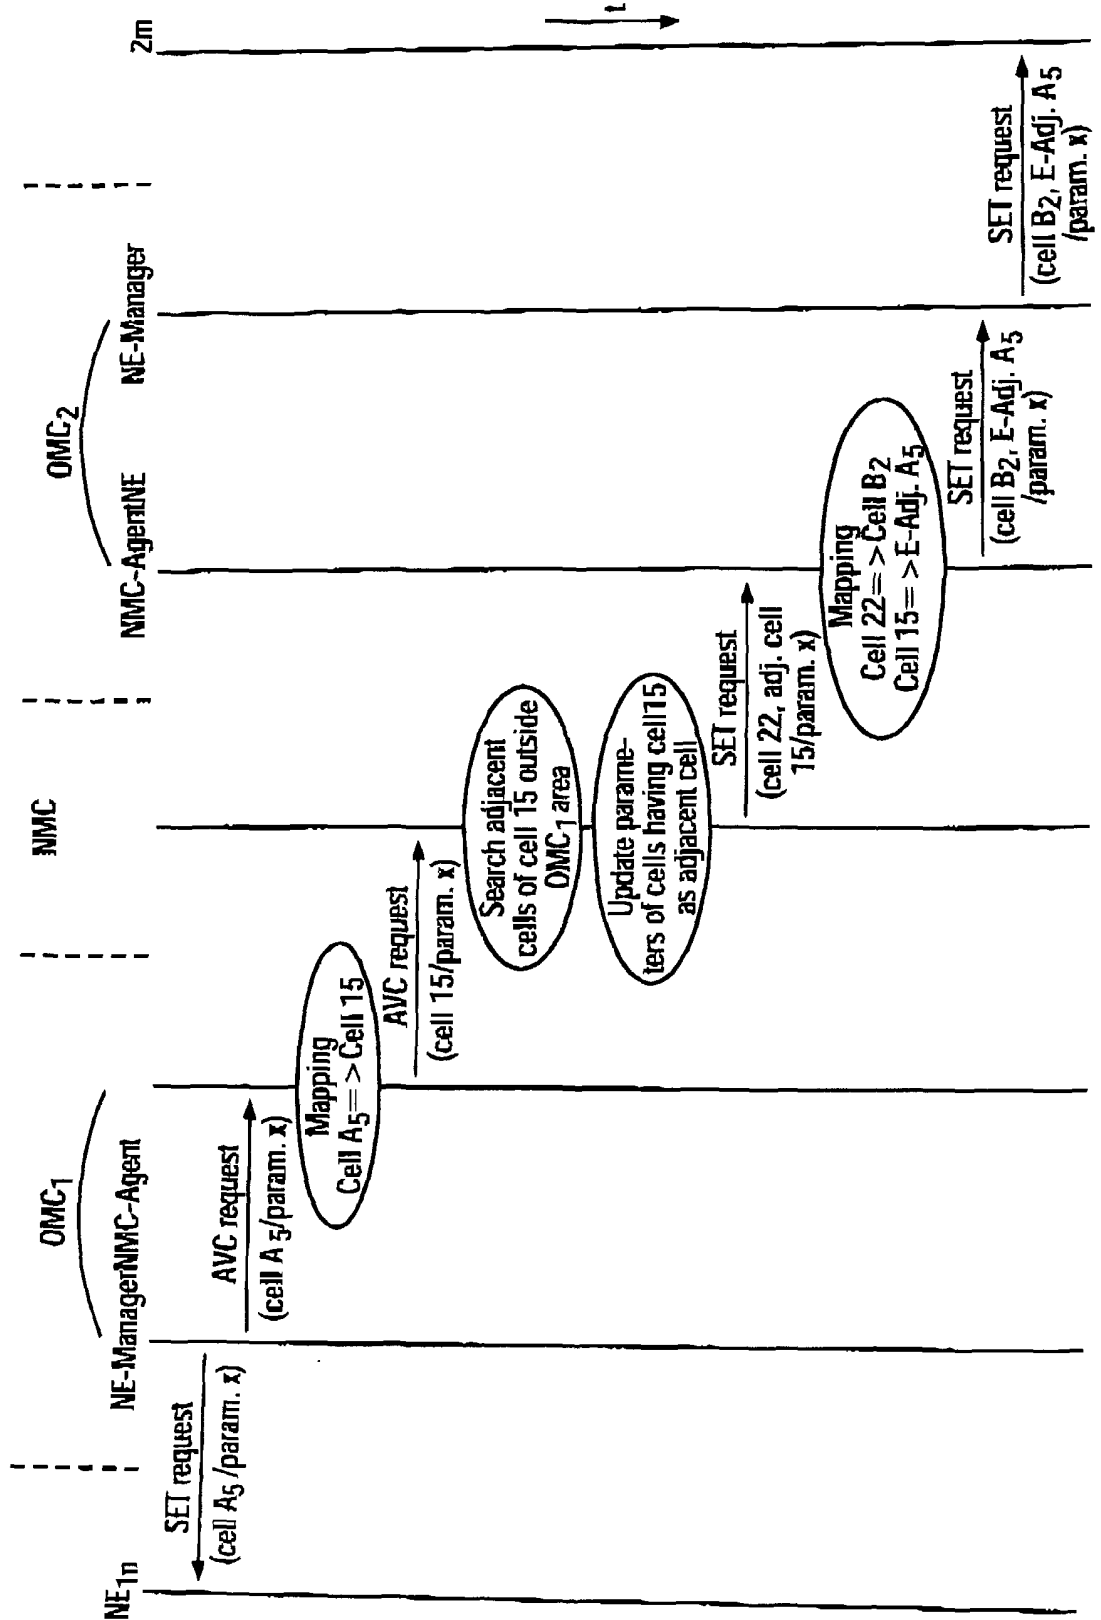 OMC1
NMC
OMC2
NE1n
NE-ManagerNMC-Agent
NMC-AgentNE
NE-Manager
2m
t
SET request
(cell A5/param. x)
AVC request
(cell A 5/param. x)
Mapping
Cell A5= >Cell 15
AVC request
(cell 15/param. x)
Search adjacent
cells of cell 15 outside
OMC1 area
Update parame-
ters of cells having cell15
as adjacent cell
SET request
(cell 22, adj. cell
15/param. x)
Mapping
Cell 22= >Cell B2
Cell 15= >E-Adj. A5
SET request
(cell B2, E-Adj. A5
/param. x)
SET request
(cell B2, E-Adj. A5
/param. x)